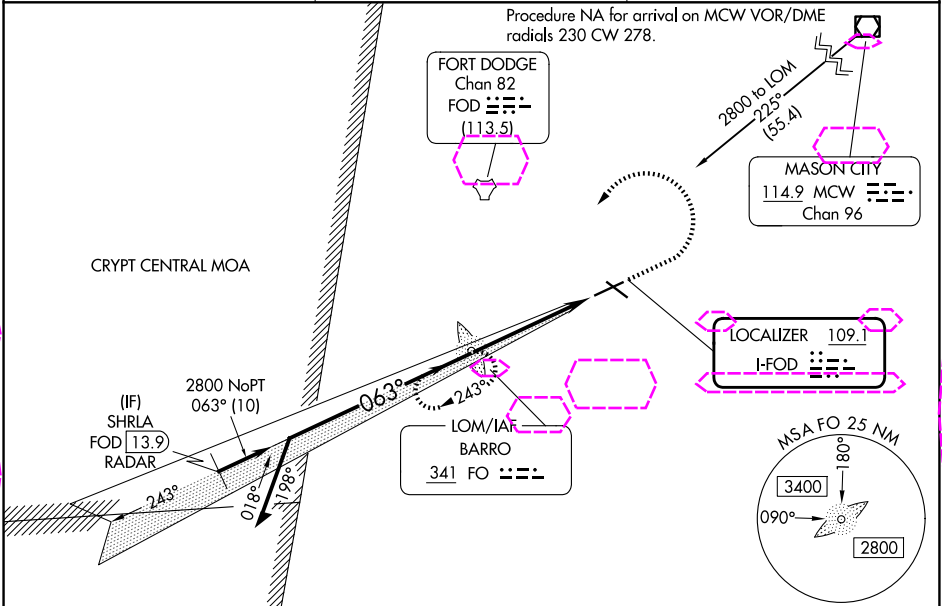 Procedure NA for arrival on MCW VOR/DME
radials 230 CW 278.
FORT DODGE
Chan 82
FOD
(113.5)
2800 to LOM
225°
(55.4)
MASON CITY
114.9 MCW
Chan 96
CRYPT CENTRAL MOA
LOCALIZER 109.1
I-FOD
2800 NoPT
063° (10)
(IF)
SHRLA
FOD 13.9
RADAR
063°
243°
LOM/IAF
BARRO
341 FO
243°
018°
198°
MSA FO 25 NM
180°
3400
090°
2800